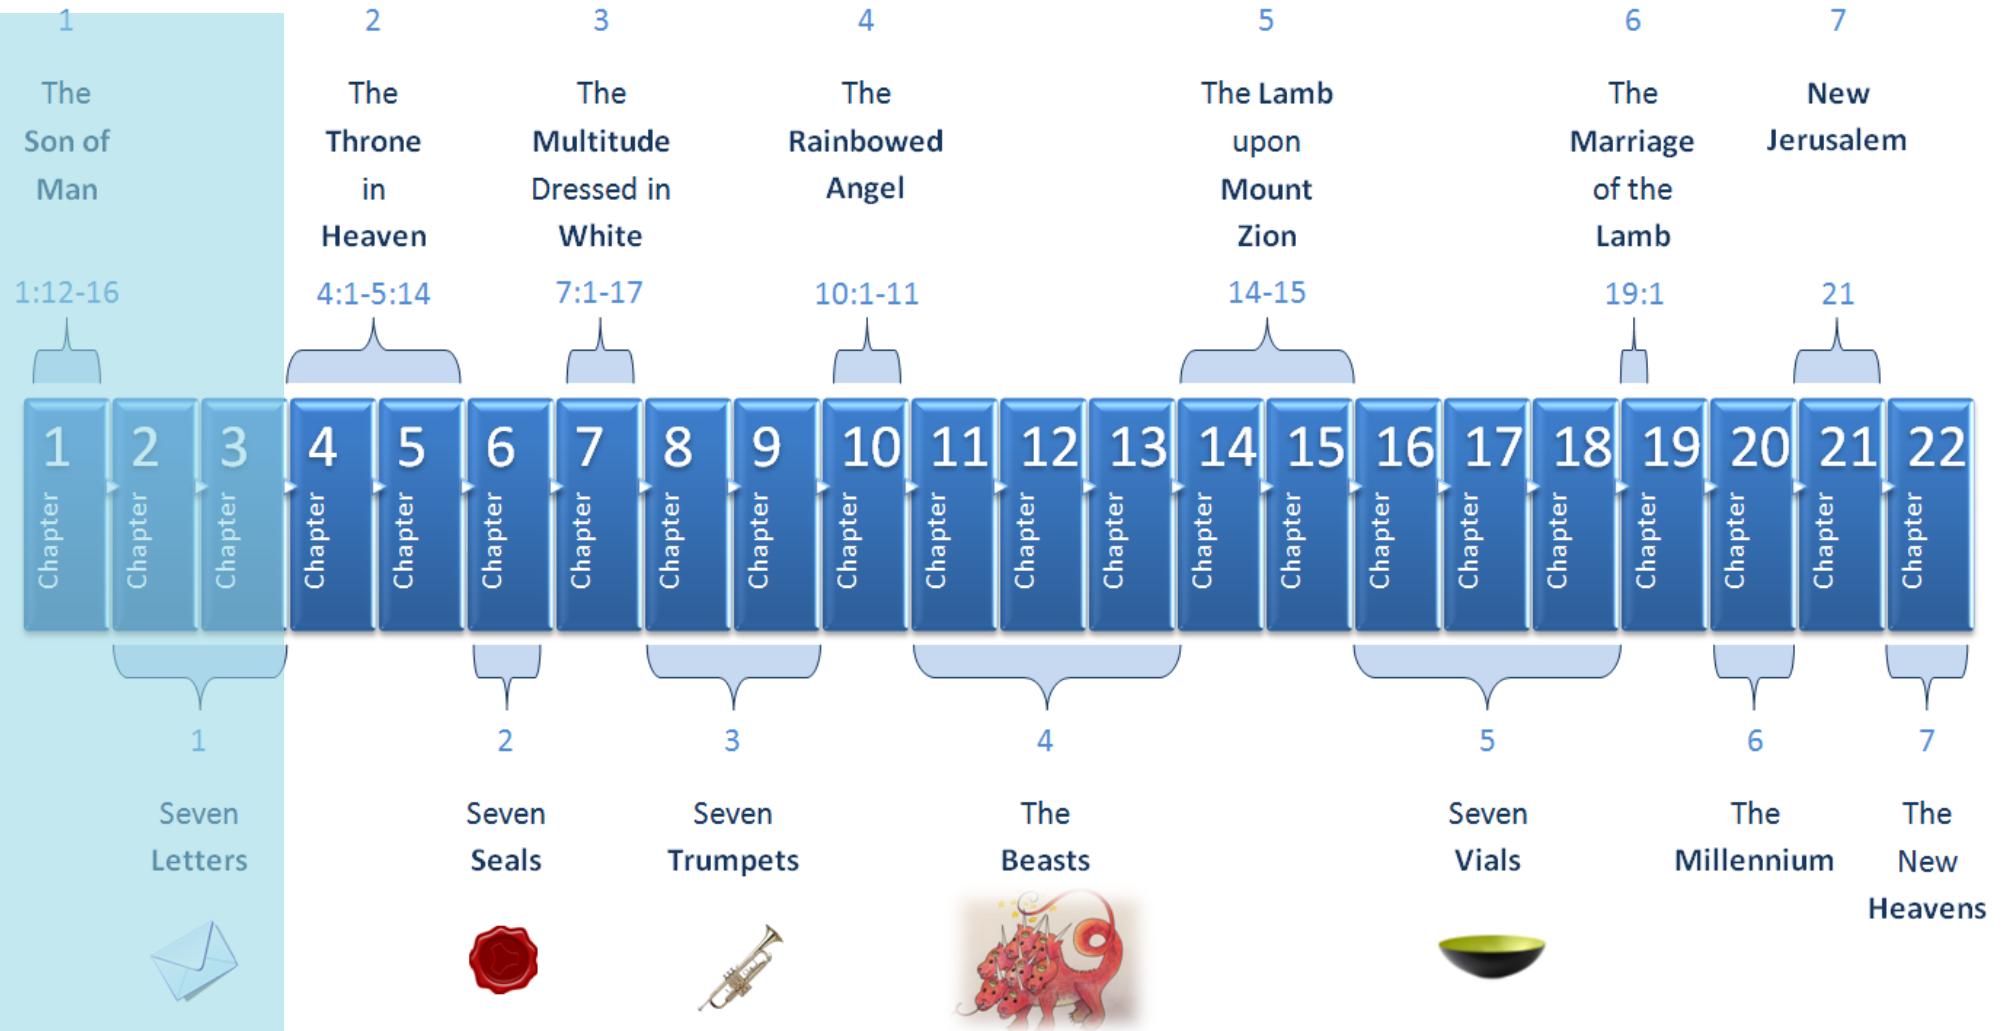 1
The
Son of
Man
1:12-16
2
The
Throne
in
Heaven
4:1-5:14
3
The
Multitude
Dressed in
White
7:1-17
4
The
Rainbowed
Angel
10:1-11
5
The Lamb
upon
Mount
Zion
14-15
6
The
Marriage
of the
Lamb
19:1
7
New
Jerusalem
21
1 Chapter
2 Chapter
3 Chapter
4 Chapter
5 Chapter
6 Chapter
7 Chapter
8 Chapter
9 Chapter
10 Chapter
11 Chapter
12 Chapter
13 Chapter
14 Chapter
15 Chapter
16 Chapter
17 Chapter
18 Chapter
19 Chapter
20 Chapter
21 Chapter
22 Chapter
1
Seven
Letters
2
Seven
Seals
3
Seven
Trumpets
4
The
Beasts
5
Seven
Vials
6
The
Millennium
7
The
New
Heavens